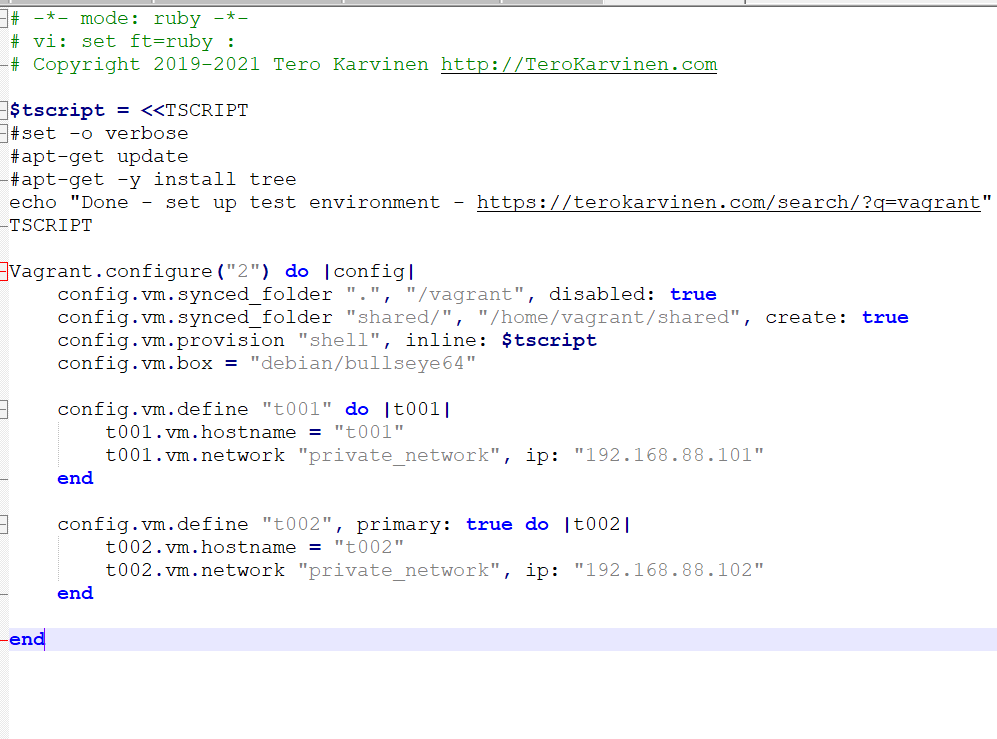 # -*- mode: ruby -*-
# vi: set ft=ruby :
# Copyright 2019-2021 Tero Karvinen http://TeroKarvinen.com

$tscript = <<TSCRIPT
#set -o verbose
#apt-get update
#apt-get -y install tree
echo "Done - set up test environment - https://terokarvinen.com/search/?q=vagrant"
TSCRIPT

Vagrant.configure("2") do |config|
    config.vm.synced_folder ".", "/vagrant", disabled: true
    config.vm.synced_folder "shared/", "/home/vagrant/shared", create: true
    config.vm.provision "shell", inline: $tscript
    config.vm.box = "debian/bullseye64"

    config.vm.define "t001" do |t001|
        t001.vm.hostname = "t001"
        t001.vm.network "private_network", ip: "192.168.88.101"
    end

    config.vm.define "t002", primary: true do |t002|
        t002.vm.hostname = "t002"
        t002.vm.network "private_network", ip: "192.168.88.102"
    end

end